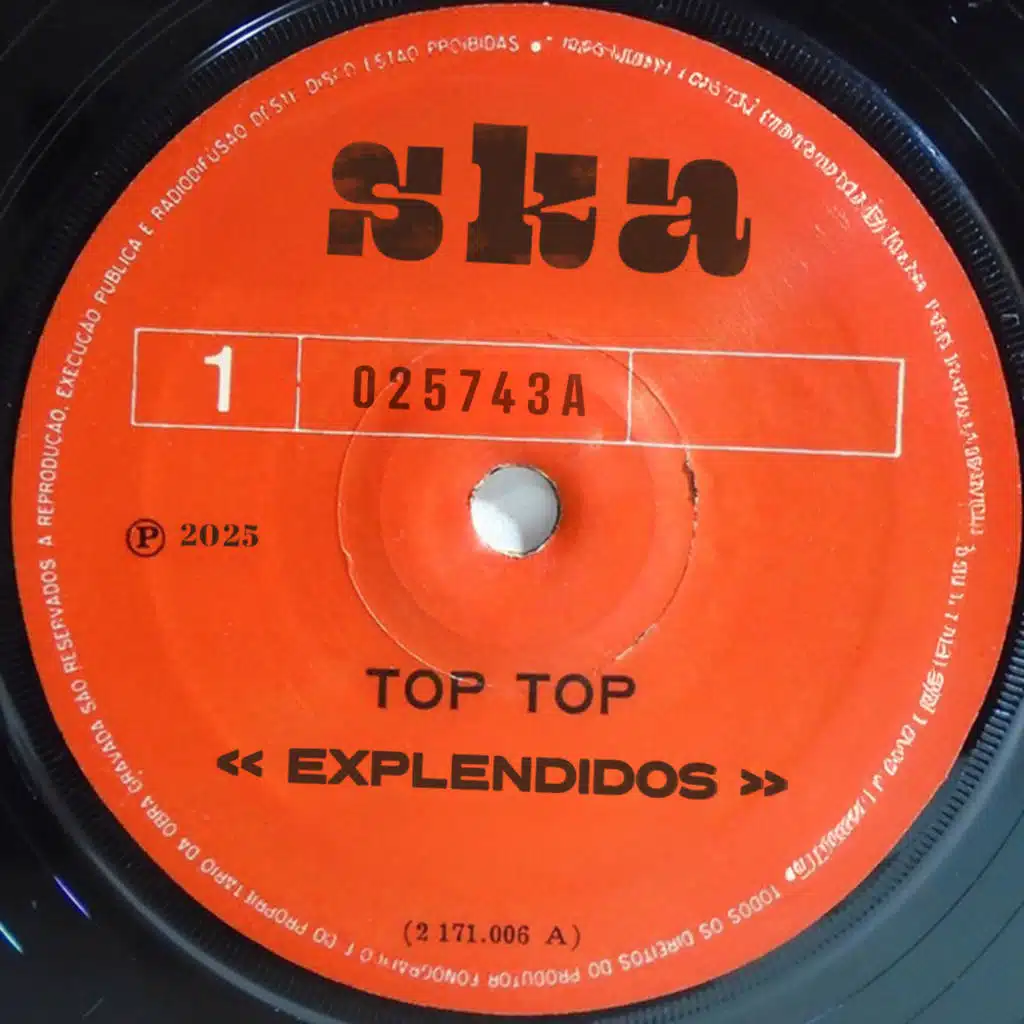 ska
1
025743A
Ⓟ 2025
TOP TOP
« EXPLENDIDOS »
(2 171.006 A)
TODOS OS DIREITOS DO PRODUTOR FONOGRÁFICO E DO PROPRIETÁRIO DA OBRA GRAVADA SÃO RESERVADOS A REPRODUÇÃO, EXECUÇÃO PÚBLICA E RADIODIFUSÃO DESTE DISCO ESTÃO PROIBIDAS